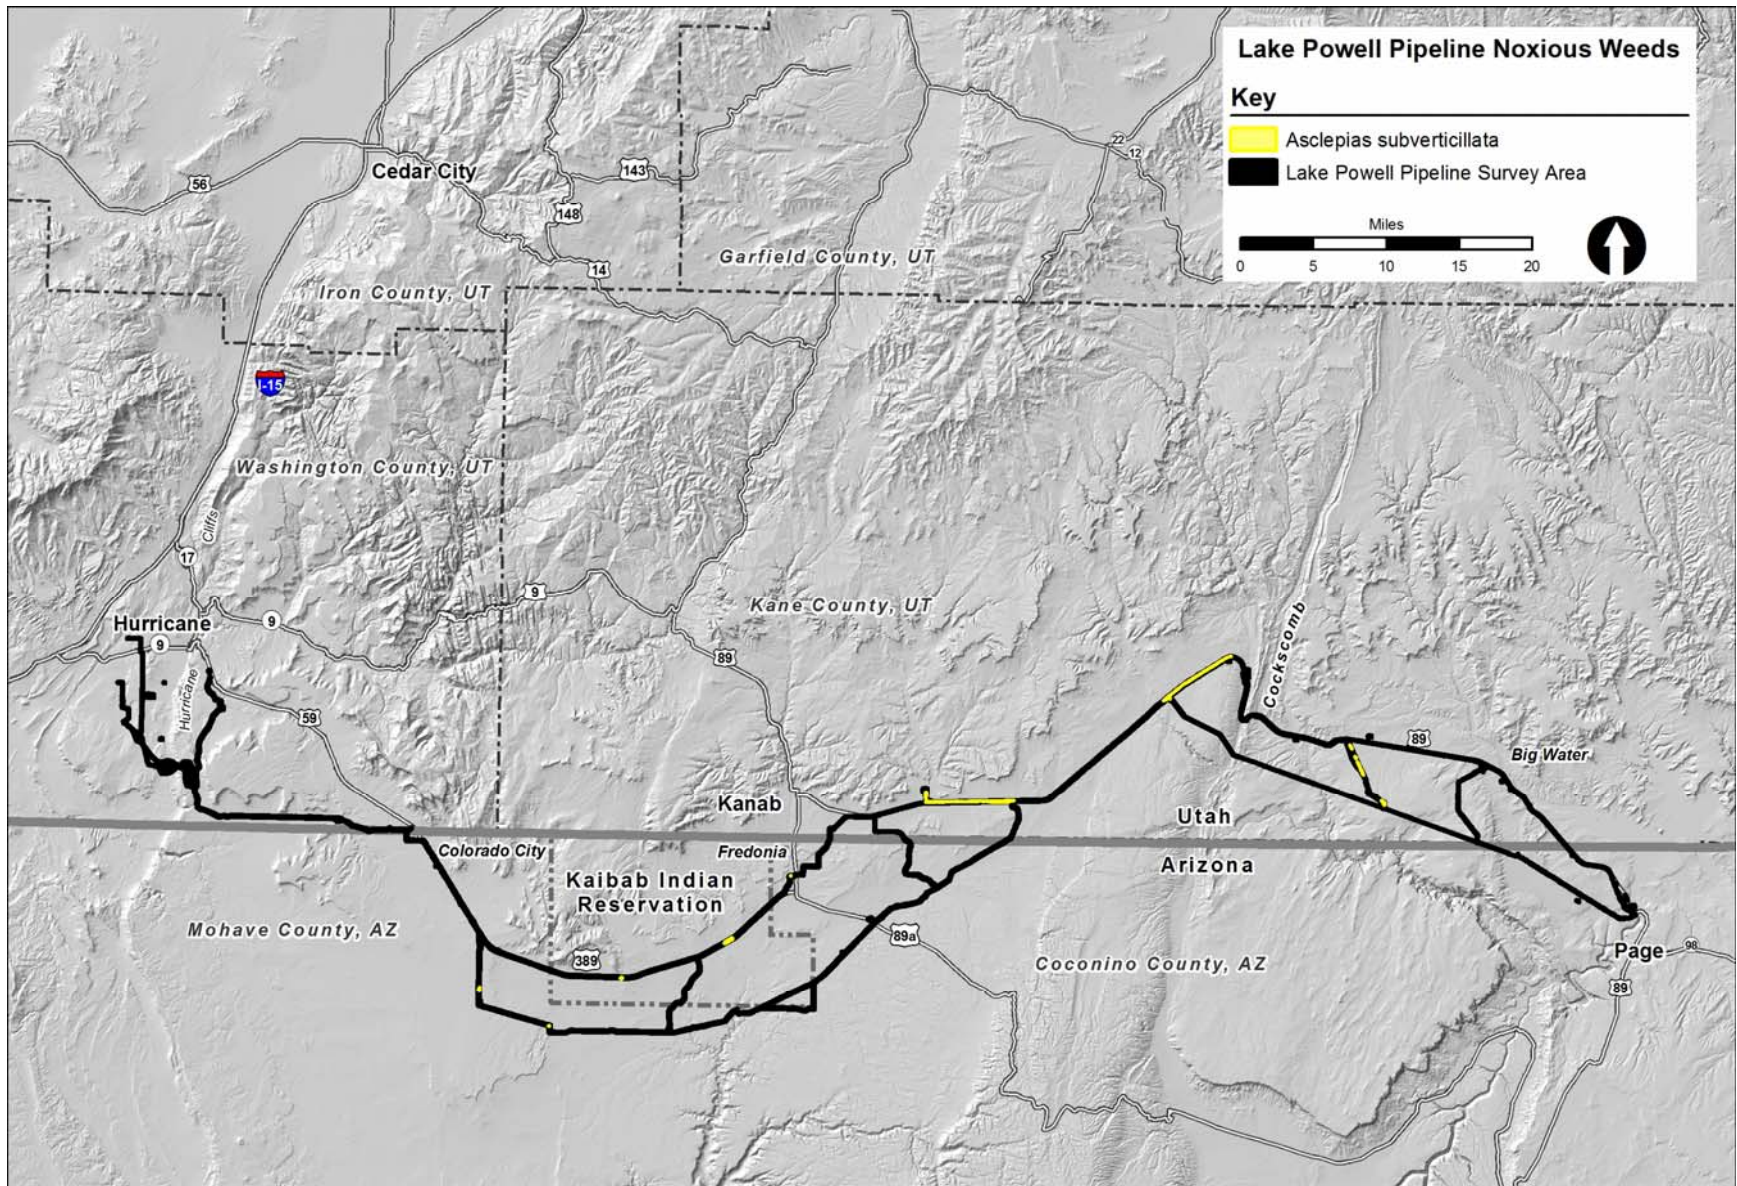 Lake Powell Pipeline Noxious Weeds
Key
Asclepias subverticillata
Lake Powell Pipeline Survey Area
Miles
0 5 10 15 20
22
12
143
56
Cedar City
148
Garfield County, UT
14
Iron County, UT
I-15
Washington County, UT
Cliffs
17
9
Kane County, UT
Hurricane
9
9
Cockscomb
89
Hurricane
59
89
Big Water
Kanab
Utah
Colorado City
Fredonia
Arizona
Kaibab Indian
Reservation
Mohave County, AZ
89a
98
Page
389
Coconino County, AZ
89